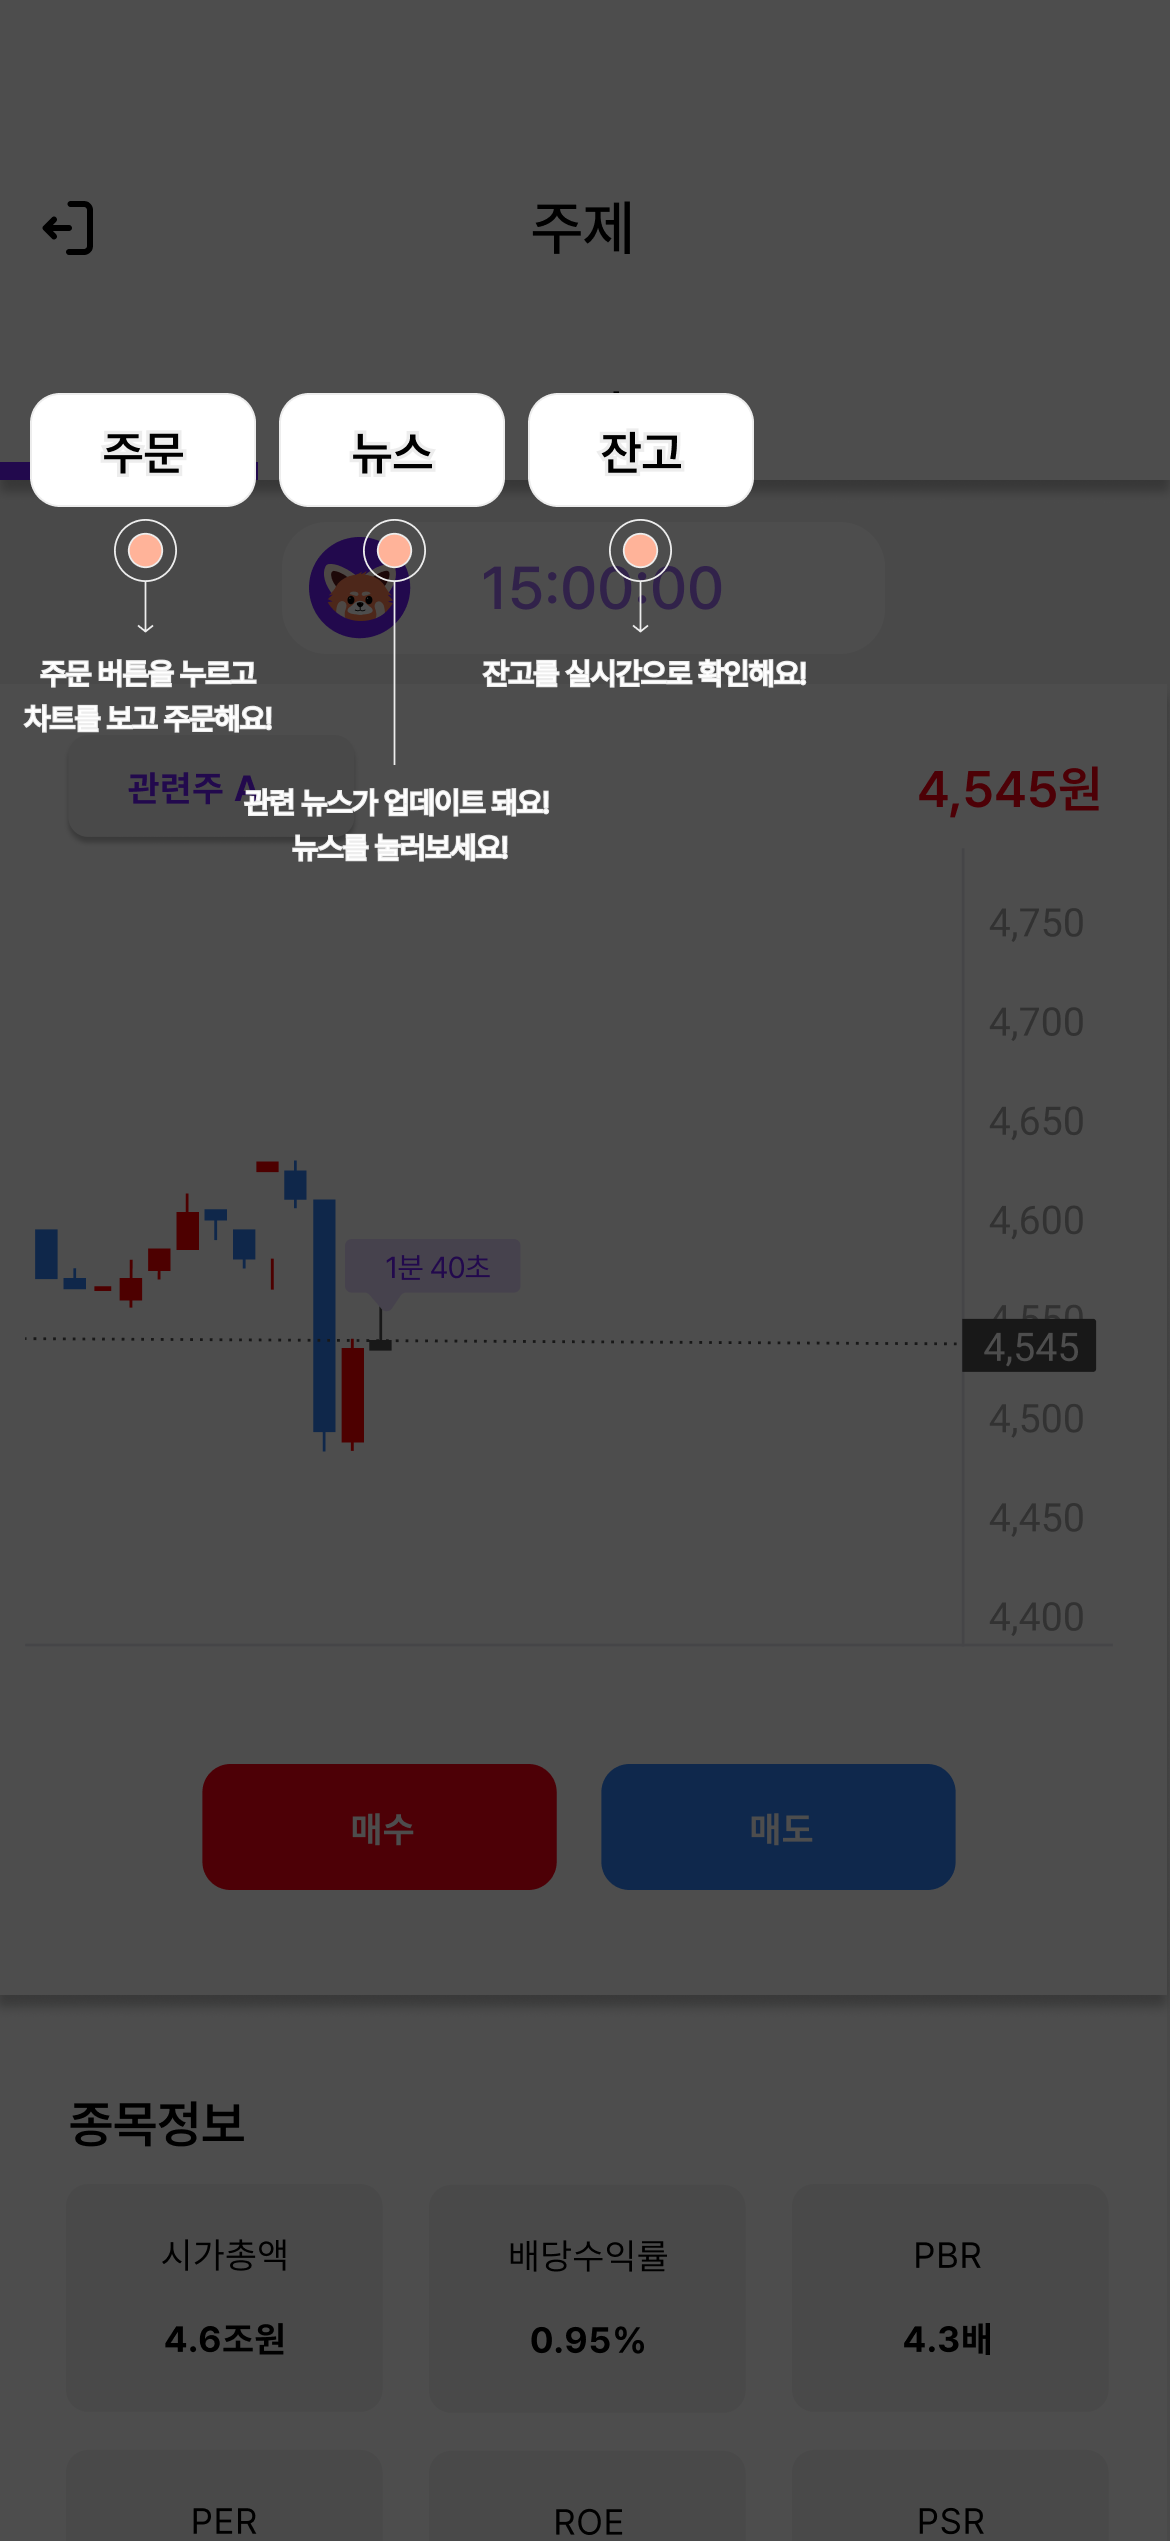 주제
주문
뉴스
잔고
15:00:00
주문 버튼을 누르고
차트를 보고 주문해요!
잔고를 실시간으로 확인해요!
관련주 A
관련 뉴스가 업데이트 돼요!
뉴스를 눌러보세요!
4,545원
4,750
4,700
4,650
4,600
1분 40초
4,550
4,545
4,500
4,450
4,400
매수
매도
종목정보
시가총액
배당수익률
PBR
4.6조원
0.95%
4.3배
PER
ROE
PSR